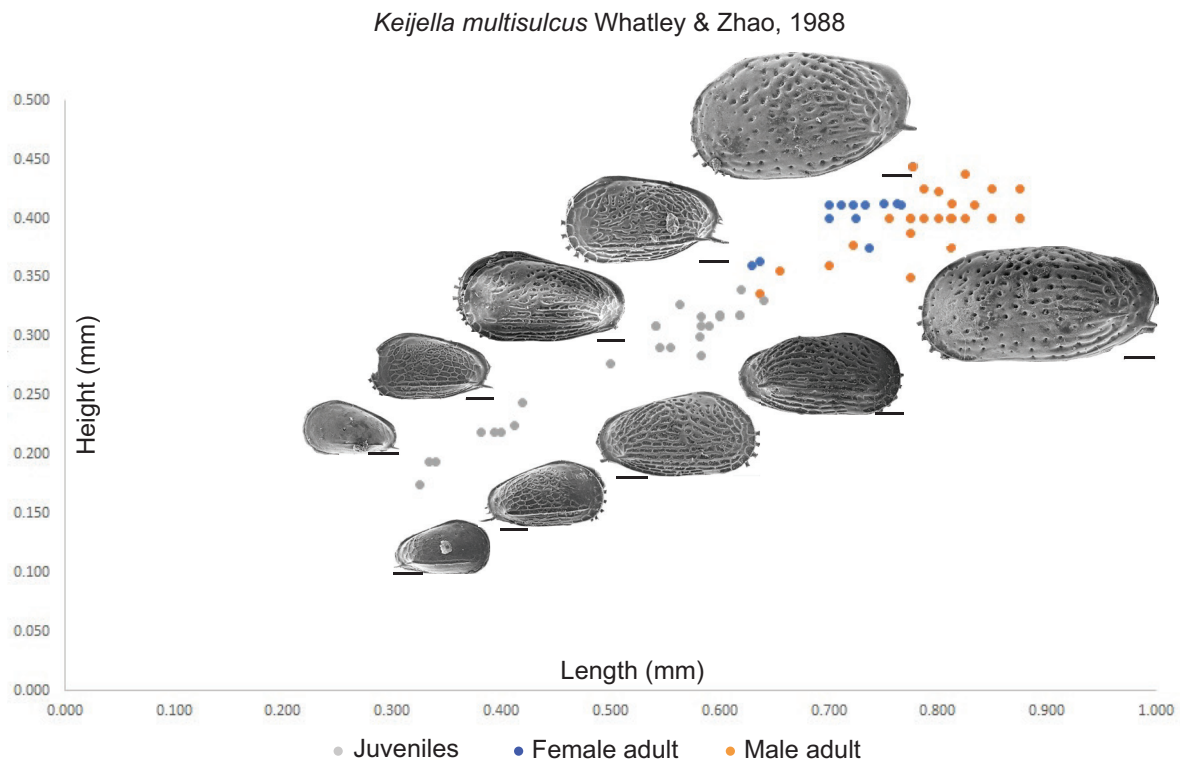 Keijella multisulcus Whatley & Zhao, 1988
0.500
0.450
0.400
0.350
0.300
0.250
0.200
0.150
0.100
0.050
0.000
Height (mm)
Length (mm)
0.000 0.100 0.200 0.300 0.400 0.500 0.600 0.700 0.800 0.900 1.000
Juveniles Female adult Male adult